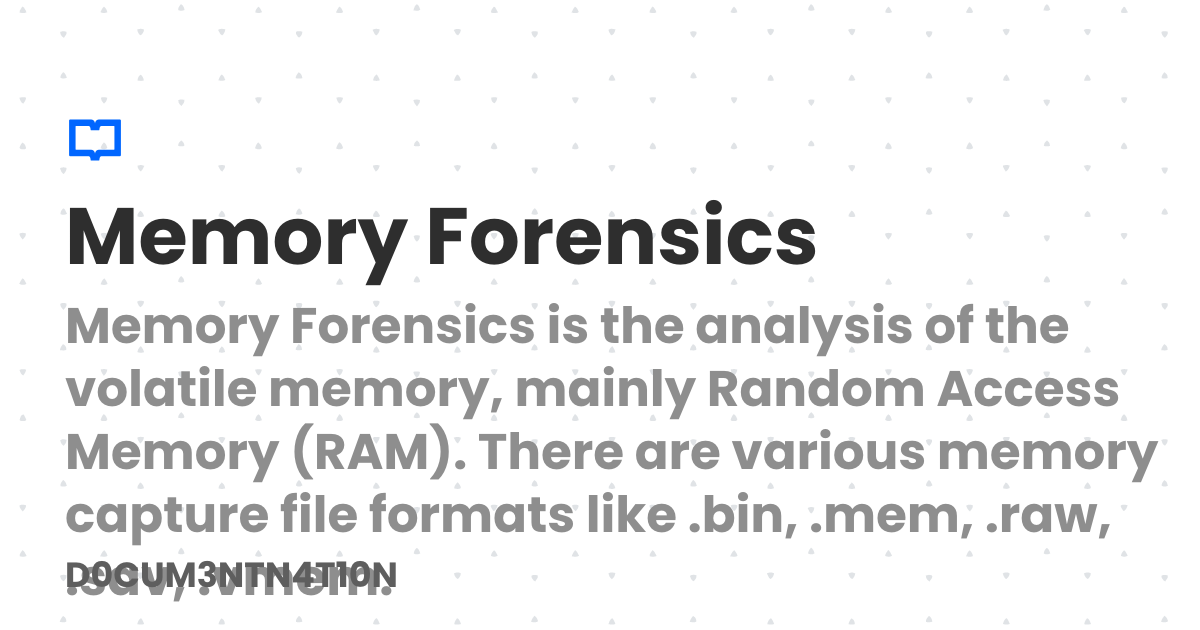 Memory Forensics
Memory Forensics is the analysis of the
volatile memory, mainly Random Access
Memory (RAM). There are various memory
capture file formats like .bin, .mem, .raw,
.sav, .vmem.
D0CUM3NTN4T10N